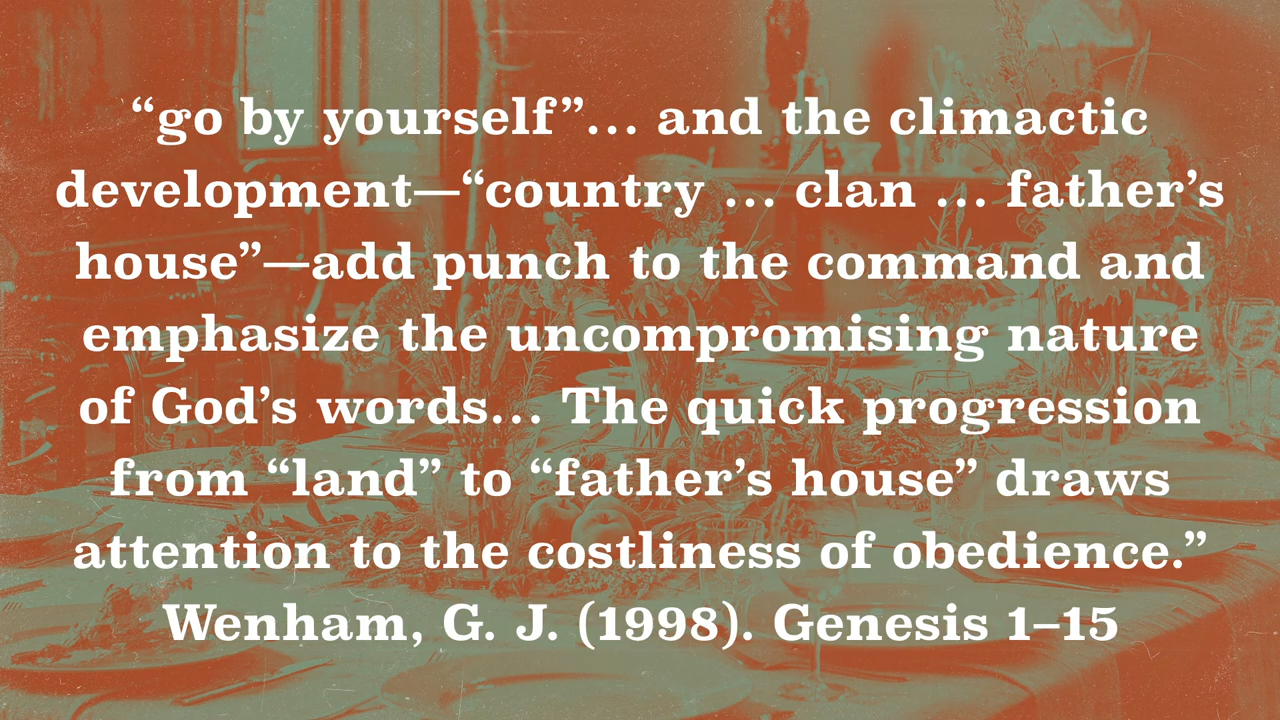 “go by yourself”… and the climactic
development—“country … clan … father’s
house”—add punch to the command and
emphasize the uncompromising nature
of God’s words… The quick progression
from “land” to “father’s house” draws
attention to the costliness of obedience.”
Wenham, G. J. (1998). Genesis 1–15